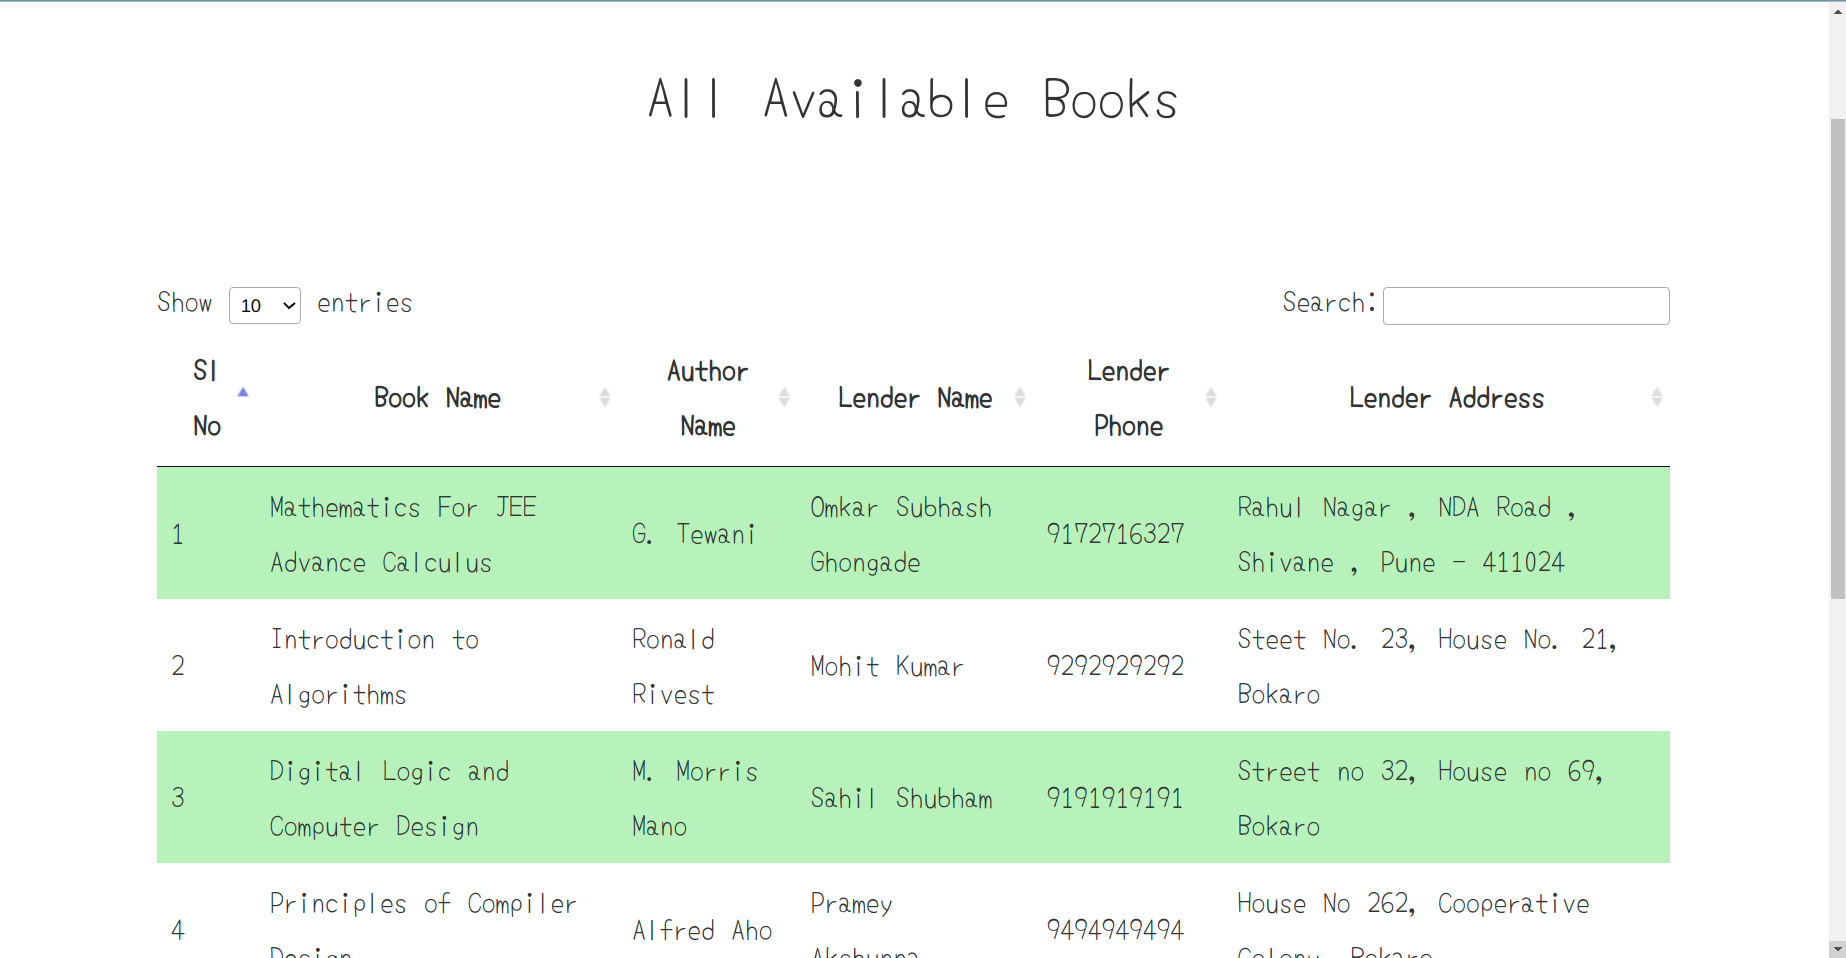 All Available Books
Show 10 entries
Search:
Sl No
Book Name
Author Name
Lender Name
Lender Phone
Lender Address
1
Mathematics For JEE
Advance Calculus
G. Tewani
Omkar Subhash
Ghongade
9172716327
Rahul Nagar , NDA Road ,
Shivane , Pune - 411024
2
Introduction to
Algorithms
Ronald
Rivest
Mohit Kumar
9292929292
Steet No. 23, House No. 21,
Bokaro
3
Digital Logic and
Computer Design
M. Morris
Mano
Sahil Shubham
9191919191
Street no 32, House no 69,
Bokaro
4
Principles of Compiler
Design
Alfred Aho
Pramey
9494949494
House No 262, Cooperative
Colony, Bokaro